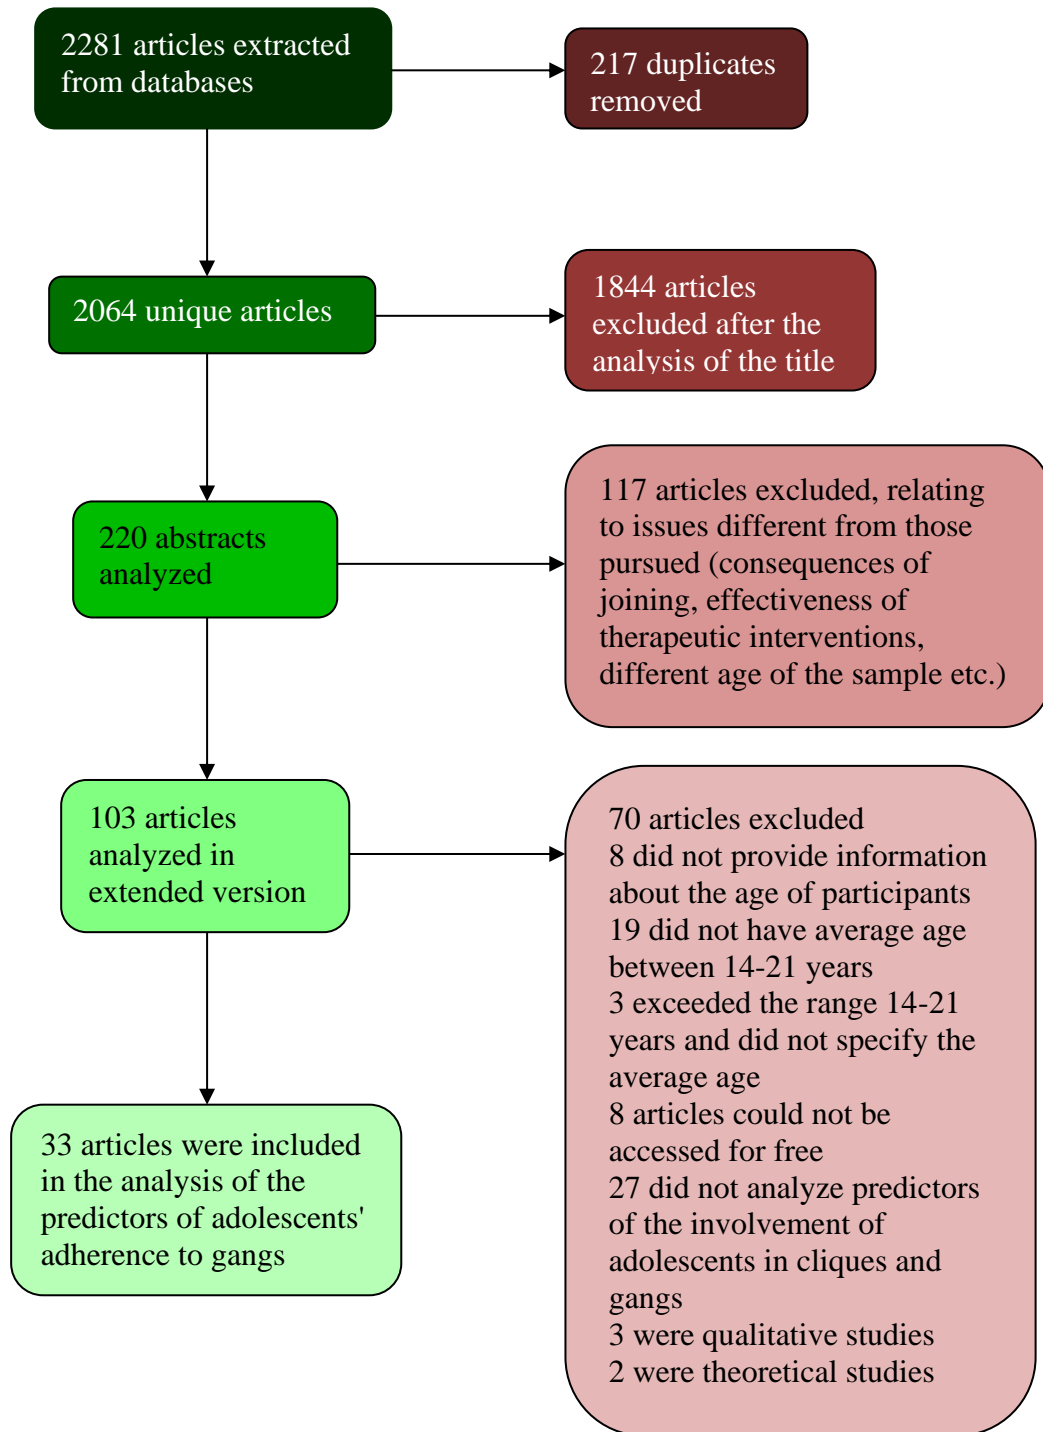 2281 articles extracted
from databases
217 duplicates
removed
2064 unique articles
1844 articles
excluded after the
analysis of the title
220 abstracts
analyzed
117 articles excluded, relating
to issues different from those
pursued (consequences of
joining, effectiveness of
therapeutic interventions,
different age of the sample etc.)
103 articles
analyzed in
extended version
70 articles excluded
8 did not provide information
about the age of participants
19 did not have average age
between 14-21 years
3 exceeded the range 14-21
years and did not specify the
average age
8 articles could not be
accessed for free
27 did not analyze predictors
of the involvement of
adolescents in cliques and
gangs
3 were qualitative studies
2 were theoretical studies
33 articles were included
in the analysis of the
predictors of adolescents'
adherence to gangs